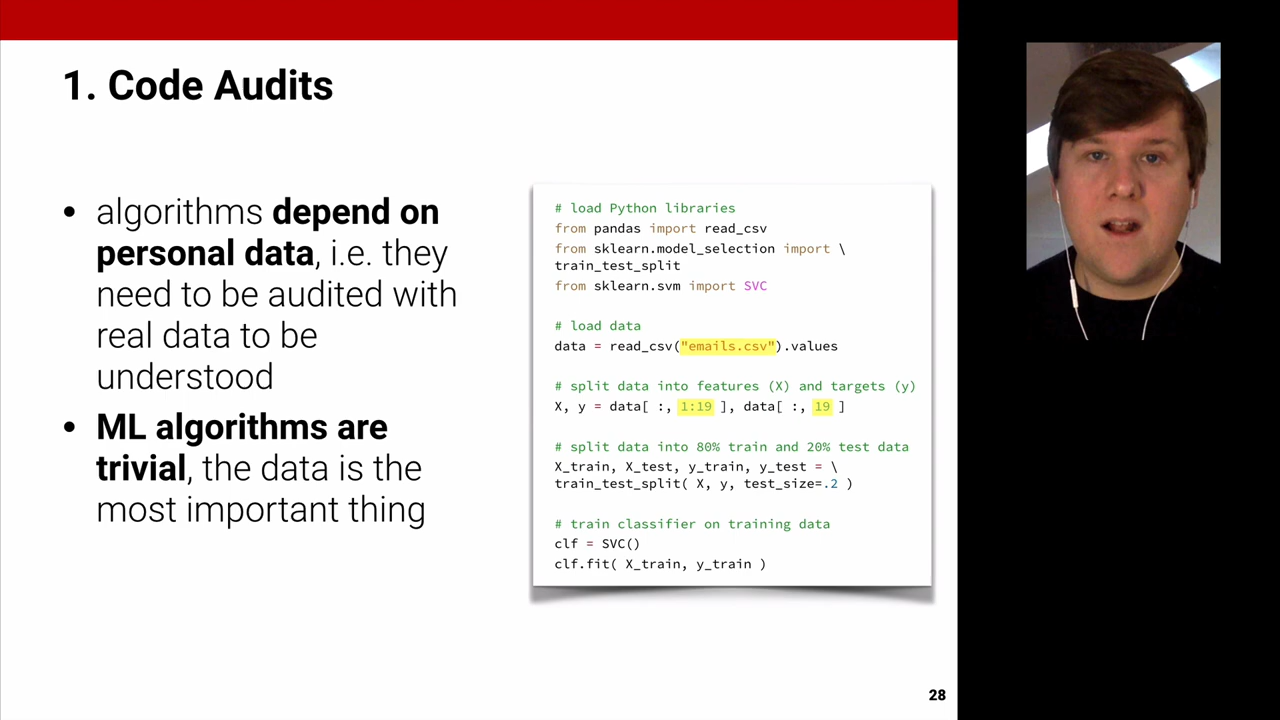 1. Code Audits
• algorithms depend on
personal data, i.e. they
need to be audited with
real data to be
understood
• ML algorithms are
trivial, the data is the
most important thing
# load Python libraries
from pandas import read_csv
from sklearn.model_selection import \
train_test_split
from sklearn.svm import SVC
# load data
data = read_csv("emails.csv").values
# split data into features (X) and targets (y)
X, y = data[ :, 1:19 ], data[ :, 19 ]
# split data into 80% train and 20% test data
X_train, X_test, y_train, y_test = \
train_test_split( X, y, test_size=.2 )
# train classifier on training data
clf = SVC()
clf.fit( X_train, y_train )
28